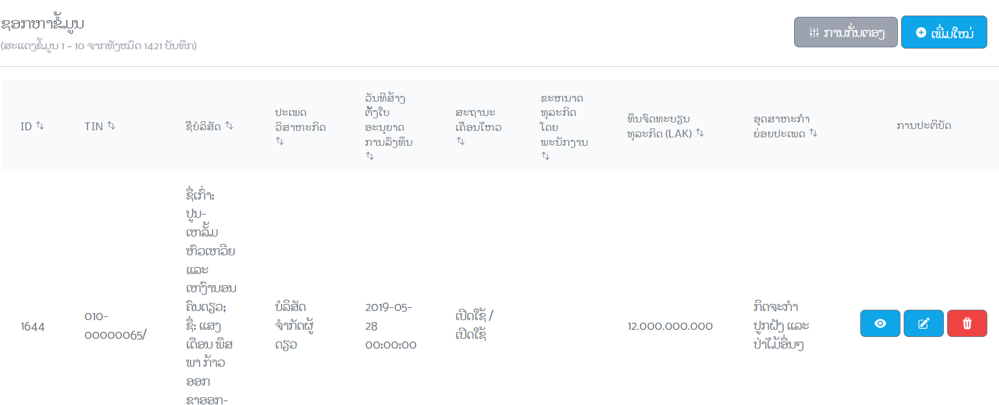 ຊອກຫາຂໍ້ມູນ
(ສະແດງຂໍ້ມູນ 1 ~ 10 ຈາກທັງໝົດ 1421 ບັນທຶກ)
ການກັ່ນຕອງ
ເພີ່ມໃໝ່
ID
TIN
ຊື່ບໍລິສັດ
ປະເພດ
ວິສາຫະກິດ
ວັນທີສ້າງ
ຕັ້ງໃບ
ອະນຸຍາດ
ການລົງທຶນ
ສະຖານະ
ເຄື່ອນໄຫວ
ຂະຫນາດ
ທຸລະກິດ
ໂດຍ
ພະນັກງານ
ທຶນຈົດທະບຽນ
ທຸລະກິດ (LAK)
ອຸດສາຫະກຳ
ຍ່ອຍປະເພດ
ການປະຕິບັດ
1644
010-
00000065/
ຊື່ເກົ່າ:
ປູນ-
ເຫລັ້ມ
ຫົວເຫວີຍ
ແລະ
ເຫງົານອນ
ຄົນດຽວ;
ຊື່: ແສງ
ເດືອນ ພຶສ
ພາ ກ້າວ
ອອກ
ຂາອອກ-
ບໍລິສັດ
ຈຳກັດຜູ້
ດຽວ
2019-05-
28
00:00:00
ເປີດໃຊ້ /
ເປີດໃຊ້
12.000.000.000
ກິດຈະກຳ
ປູກຝັງ ແລະ
ປ່າໄມ້ອື່ນໆ